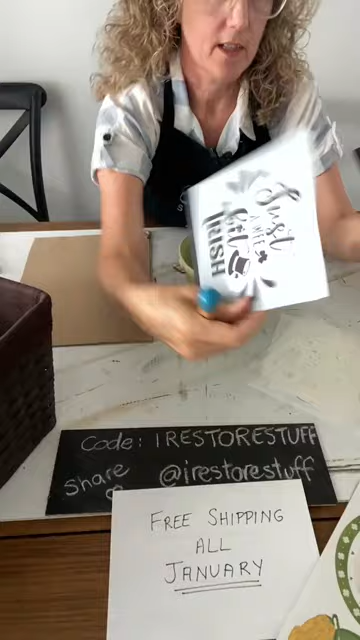 Just
A WEE
Bit
IRISH
Code: IRESTORESTUFF
Share @irestorestuff
FREE SHIPPING
ALL
JANUARY